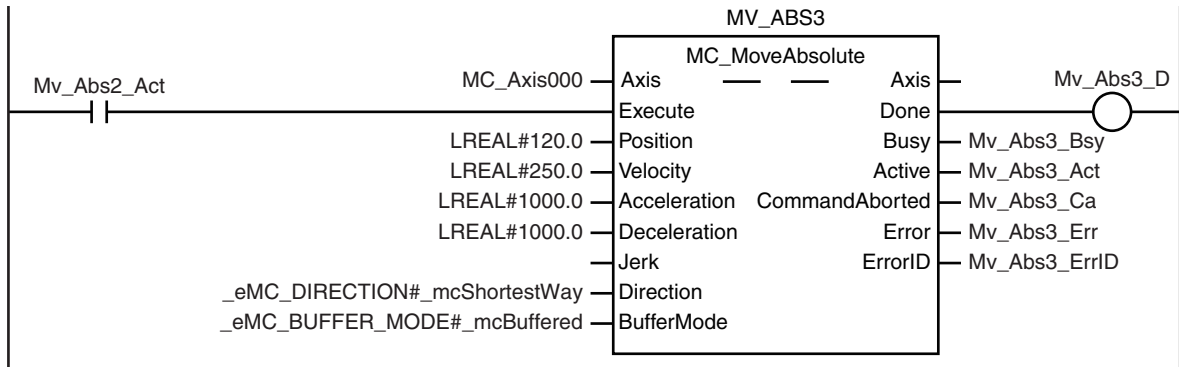 MV_ABS3
MC_MoveAbsolute
Mv_Abs2_Act
MC_Axis000 Axis Axis Mv_Abs3_D
Execute Done
LREAL#120.0 Position Busy Mv_Abs3_Bsy
LREAL#250.0 Velocity Active Mv_Abs3_Act
LREAL#1000.0 Acceleration CommandAborted Mv_Abs3_Ca
LREAL#1000.0 Deceleration Error Mv_Abs3_Err
Jerk ErrorID Mv_Abs3_ErrID
_eMC_DIRECTION#_mcShortestWay Direction
_eMC_BUFFER_MODE#_mcBuffered BufferMode